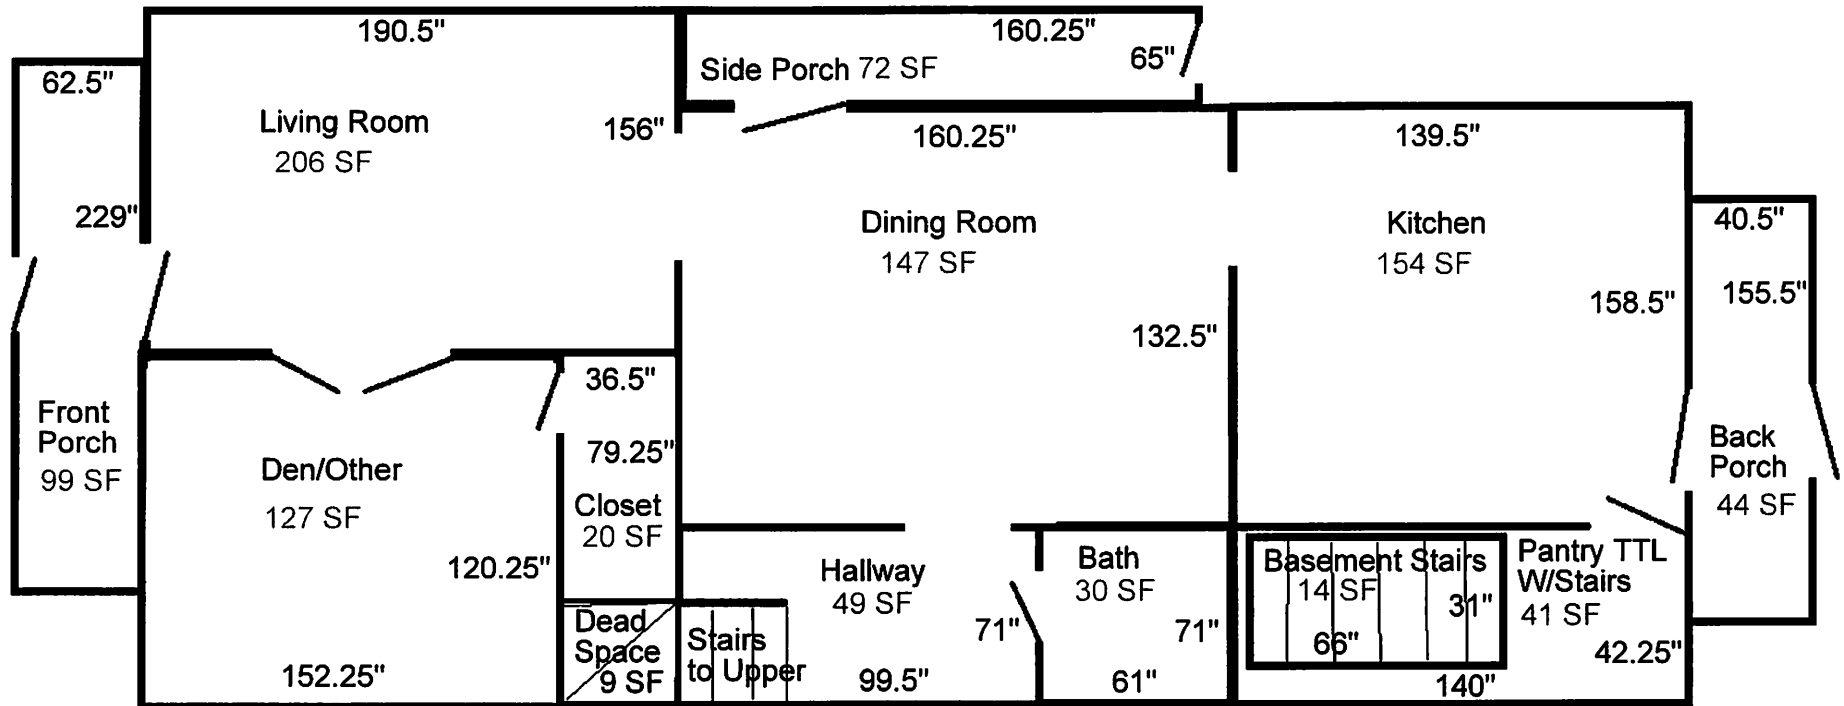 190.5"
160.25"
65"
Side Porch 72 SF
62.5"
Living Room
206 SF
156"
160.25"
139.5"
229"
Dining Room
147 SF
Kitchen
154 SF
40.5"
155.5"
158.5"
132.5"
36.5"
Front
Porch
99 SF
79.25"
Den/Other
127 SF
Closet
20 SF
120.25"
Back
Porch
44 SF
Hallway
49 SF
Bath
30 SF
Basement Stairs
14 SF
31"
66"
Pantry TTL
W/Stairs
41 SF
Dead
Space
9 SF
Stairs
to Upper
71"
71"
42.25"
152.25"
99.5"
61"
140"